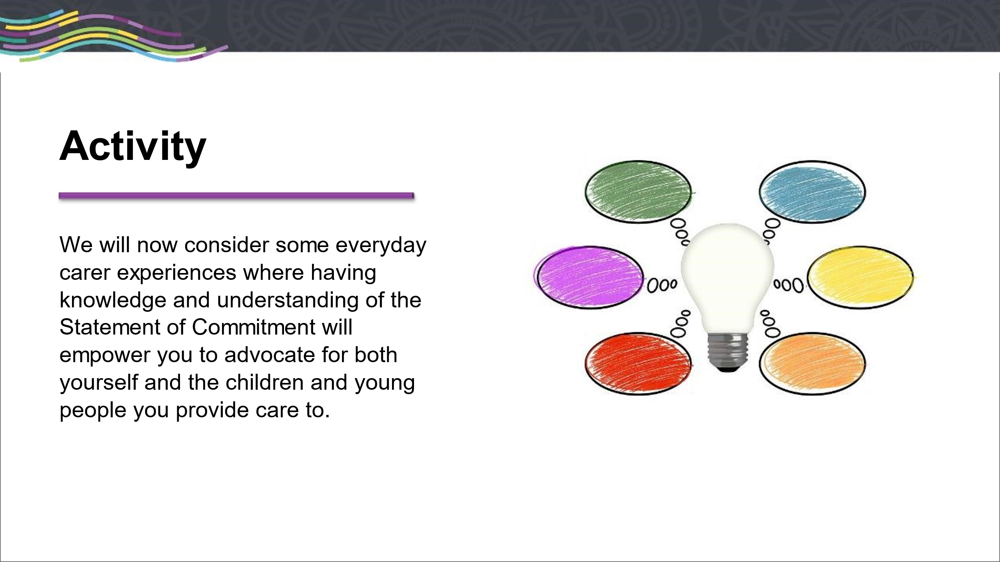 Activity
We will now consider some everyday
carer experiences where having
knowledge and understanding of the
Statement of Commitment will
empower you to advocate for both
yourself and the children and young
people you provide care to.